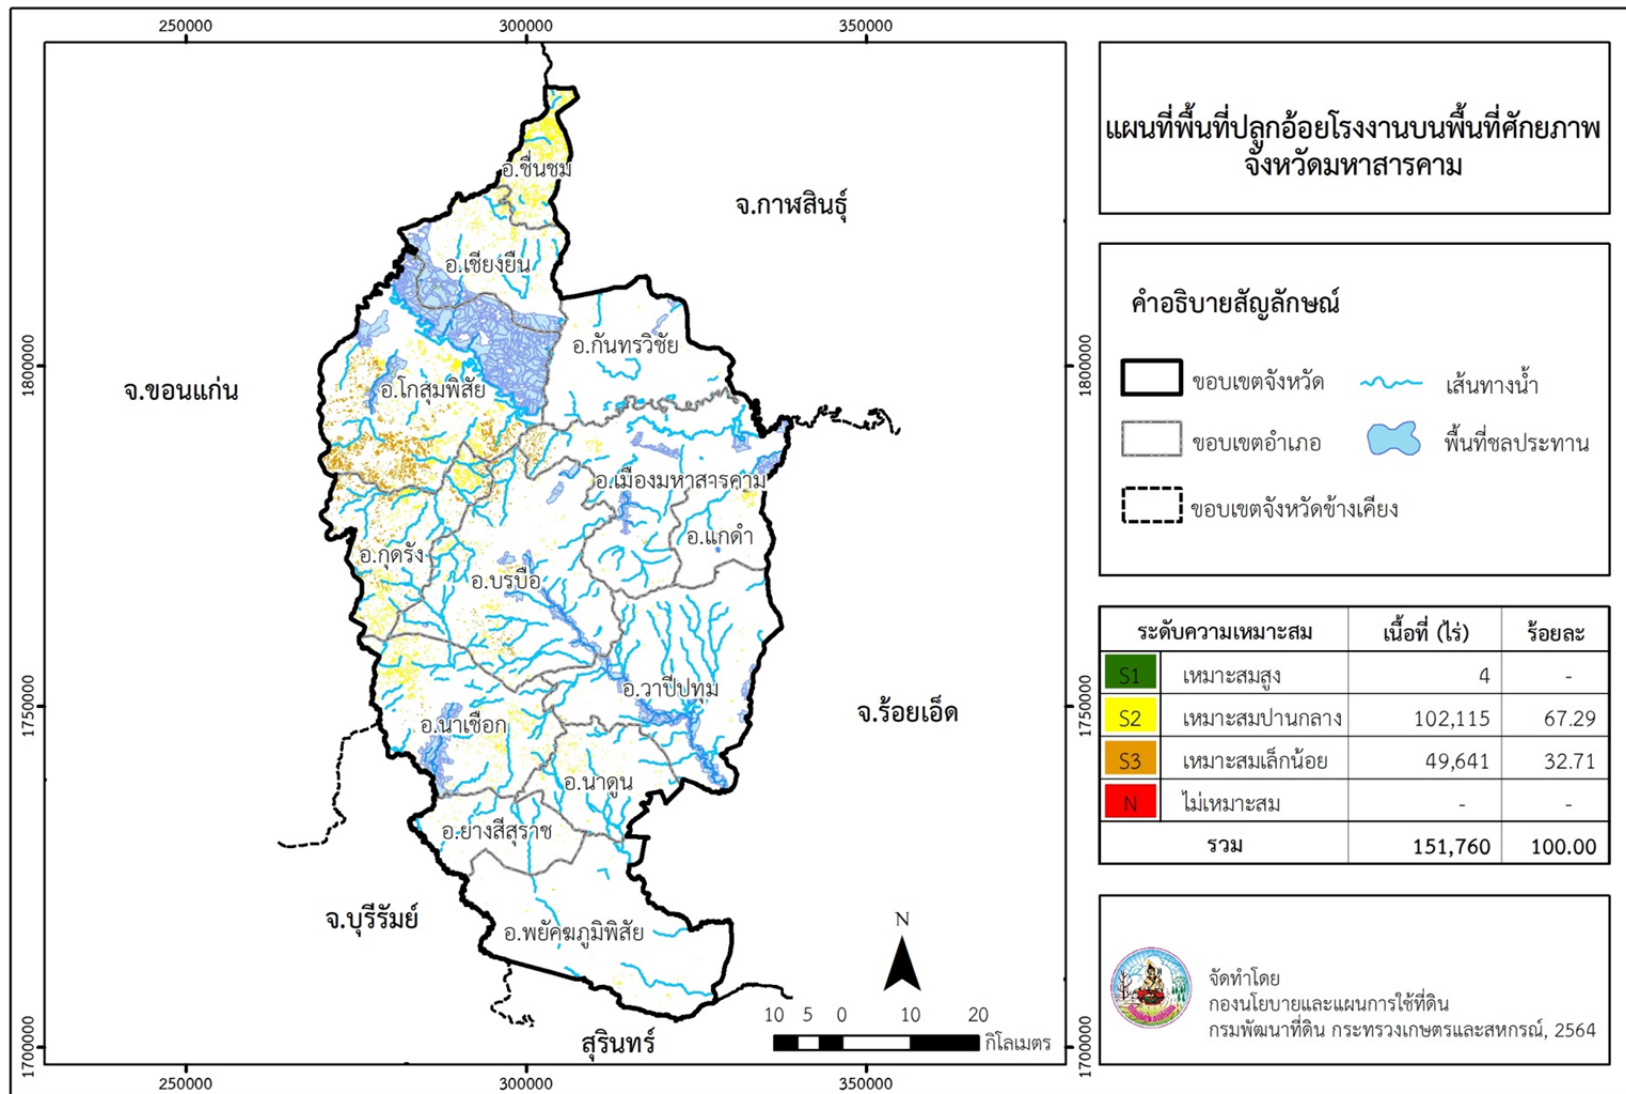 250000
300000
350000
แผนที่พื้นที่ปลูกอ้อยโรงงานบนพื้นที่ศักยภาพ
จังหวัดมหาสารคาม
อ.ชื่นชม
จ.กาฬสินธุ์
อ.เชียงยืน
อ.กันทรวิชัย
1800000
1800000
จ.ขอนแก่น
อ.โกสุมพิสัย
อ.เมืองมหาสารคาม
อ.แกดำ
อ.กุดรัง
อ.บรบือ
อ.วาปีปทุม
จ.ร้อยเอ็ด
1750000
1750000
อ.นาเชือก
อ.นาดูน
อ.ยางสีสุราช
จ.บุรีรัมย์
อ.พยัคฆภูมิพิสัย
N
10 5 0 10 20
กิโลเมตร
สุรินทร์
1700000
1700000
250000
300000
350000
คำอธิบายสัญลักษณ์
ขอบเขตจังหวัด เส้นทางน้ำ
ขอบเขตอำเภอ พื้นที่ชลประทาน
ขอบเขตจังหวัดข้างเคียง
ระดับความเหมาะสม เนื้อที่ (ไร่) ร้อยละ
S1 เหมาะสมสูง 4 -
S2 เหมาะสมปานกลาง 102,115 67.29
S3 เหมาะสมเล็กน้อย 49,641 32.71
N ไม่เหมาะสม - -
รวม 151,760 100.00
จัดทำโดย
กองนโยบายและแผนการใช้ที่ดิน
กรมพัฒนาที่ดิน กระทรวงเกษตรและสหกรณ์, 2564